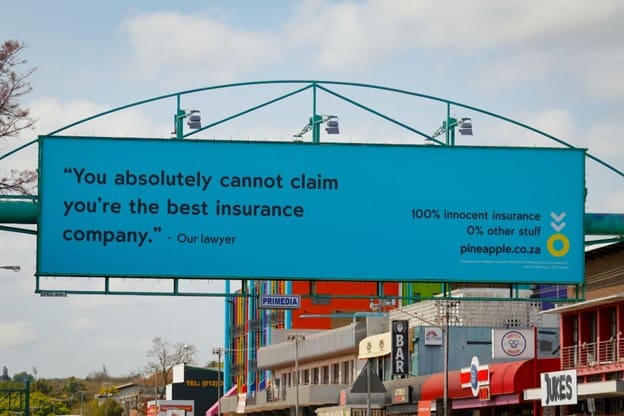 “You absolutely cannot claim
you’re the best insurance
company.” - Our lawyer
100% innocent insurance
0% other stuff
pineapple.co.za
PRIMEDIA
BAR
TEL: (012)
JOKES